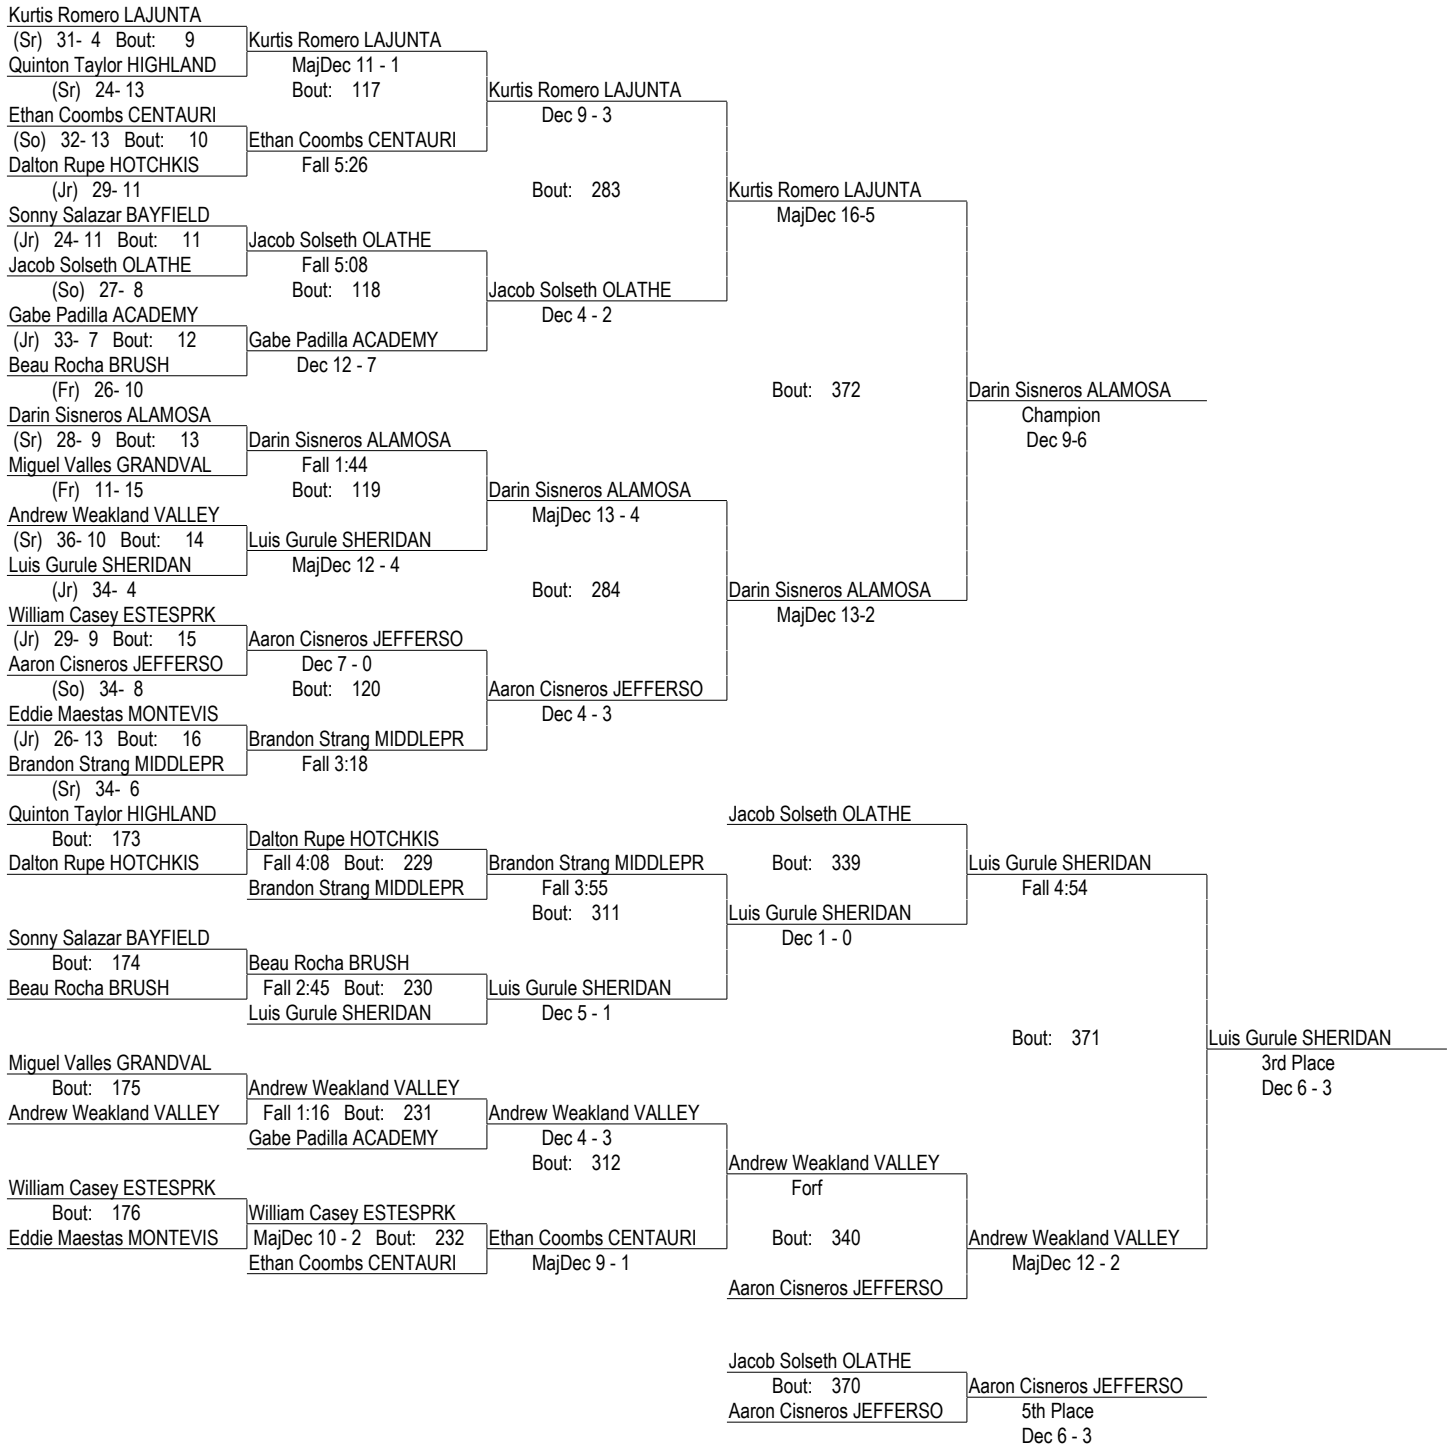 Kurtis Romero LAJUNTA
(Sr) 31- 4 Bout: 9 Kurtis Romero LAJUNTA
Quinton Taylor HIGHLAND MajDec 11 - 1
(Sr) 24- 13 Bout: 117 Kurtis Romero LAJUNTA
Ethan Coombs CENTAURI Dec 9 - 3
(So) 32- 13 Bout: 10 Ethan Coombs CENTAURI
Dalton Rupe HOTCHKIS Fall 5:26
(Jr) 29- 11 Bout: 283 Kurtis Romero LAJUNTA
Sonny Salazar BAYFIELD MajDec 16-5
(Jr) 24- 11 Bout: 11 Jacob Solseth OLATHE
Jacob Solseth OLATHE Fall 5:08
(So) 27- 8 Bout: 118 Jacob Solseth OLATHE
Gabe Padilla ACADEMY Dec 4 - 2
(Jr) 33- 7 Bout: 12 Gabe Padilla ACADEMY
Beau Rocha BRUSH Dec 12 - 7
(Fr) 26- 10 Bout: 372 Darin Sisneros ALAMOSA
Darin Sisneros ALAMOSA Champion
(Sr) 28- 9 Bout: 13 Darin Sisneros ALAMOSA Dec 9-6
Miguel Valles GRANDVAL Fall 1:44
(Fr) 11- 15 Bout: 119 Darin Sisneros ALAMOSA
Andrew Weakland VALLEY MajDec 13 - 4
(Sr) 36- 10 Bout: 14 Luis Gurule SHERIDAN
Luis Gurule SHERIDAN MajDec 12 - 4
(Jr) 34- 4 Bout: 284 Darin Sisneros ALAMOSA
William Casey ESTESPRK MajDec 13-2
(Jr) 29- 9 Bout: 15 Aaron Cisneros JEFFERSO
Aaron Cisneros JEFFERSO Dec 7 - 0
(So) 34- 8 Bout: 120 Aaron Cisneros JEFFERSO
Eddie Maestas MONTEVIS Dec 4 - 3
(Jr) 26- 13 Bout: 16 Brandon Strang MIDDLEPR
Brandon Strang MIDDLEPR Fall 3:18
(Sr) 34- 6
Quinton Taylor HIGHLAND Jacob Solseth OLATHE
Bout: 173 Dalton Rupe HOTCHKIS
Dalton Rupe HOTCHKIS Fall 4:08 Bout: 229 Brandon Strang MIDDLEPR Bout: 339 Luis Gurule SHERIDAN
Brandon Strang MIDDLEPR Fall 3:55 Fall 4:54
Bout: 311 Luis Gurule SHERIDAN
Sonny Salazar BAYFIELD Dec 1 - 0
Bout: 174 Beau Rocha BRUSH
Beau Rocha BRUSH Fall 2:45 Bout: 230 Luis Gurule SHERIDAN
Luis Gurule SHERIDAN Dec 5 - 1
Bout: 371 Luis Gurule SHERIDAN
Miguel Valles GRANDVAL 3rd Place
Bout: 175 Andrew Weakland VALLEY Dec 6 - 3
Andrew Weakland VALLEY Fall 1:16 Bout: 231 Andrew Weakland VALLEY
Gabe Padilla ACADEMY Dec 4 - 3
Bout: 312 Andrew Weakland VALLEY
William Casey ESTESPRK Forf
Bout: 176 William Casey ESTESPRK
Eddie Maestas MONTEVIS MajDec 10 - 2 Bout: 232 Ethan Coombs CENTAURI Bout: 340 Andrew Weakland VALLEY
Ethan Coombs CENTAURI MajDec 9 - 1 MajDec 12 - 2
Aaron Cisneros JEFFERSO
Jacob Solseth OLATHE
Bout: 370 Aaron Cisneros JEFFERSO
Aaron Cisneros JEFFERSO 5th Place
Dec 6 - 3